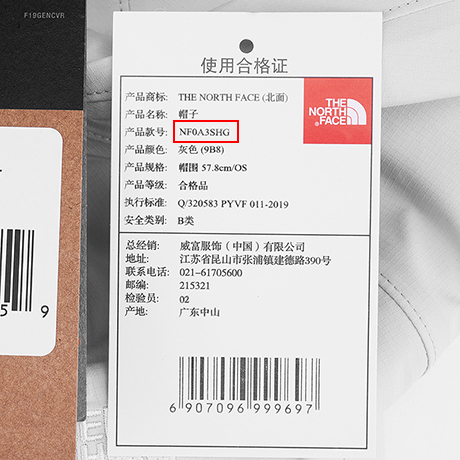 F19GENCVR
使用合格证
产品商标: THE NORTH FACE (北面)
产品名称: 帽子
产品款号: NF0A3SHG
产品颜色: 灰色 (9B8)
产品规格: 帽围 57.8cm/OS
产品等级: 合格品
执行标准: Q/320583 PYVF 011-2019
安全类别: B类
THE
NORTH
FACE
总经销: 威富服饰（中国）有限公司
地址: 江苏省昆山市张浦镇建德路390号
联系电话: 021-61705600
邮编: 215321
检验员: 02
产地: 广东中山
6907096999697
5 9